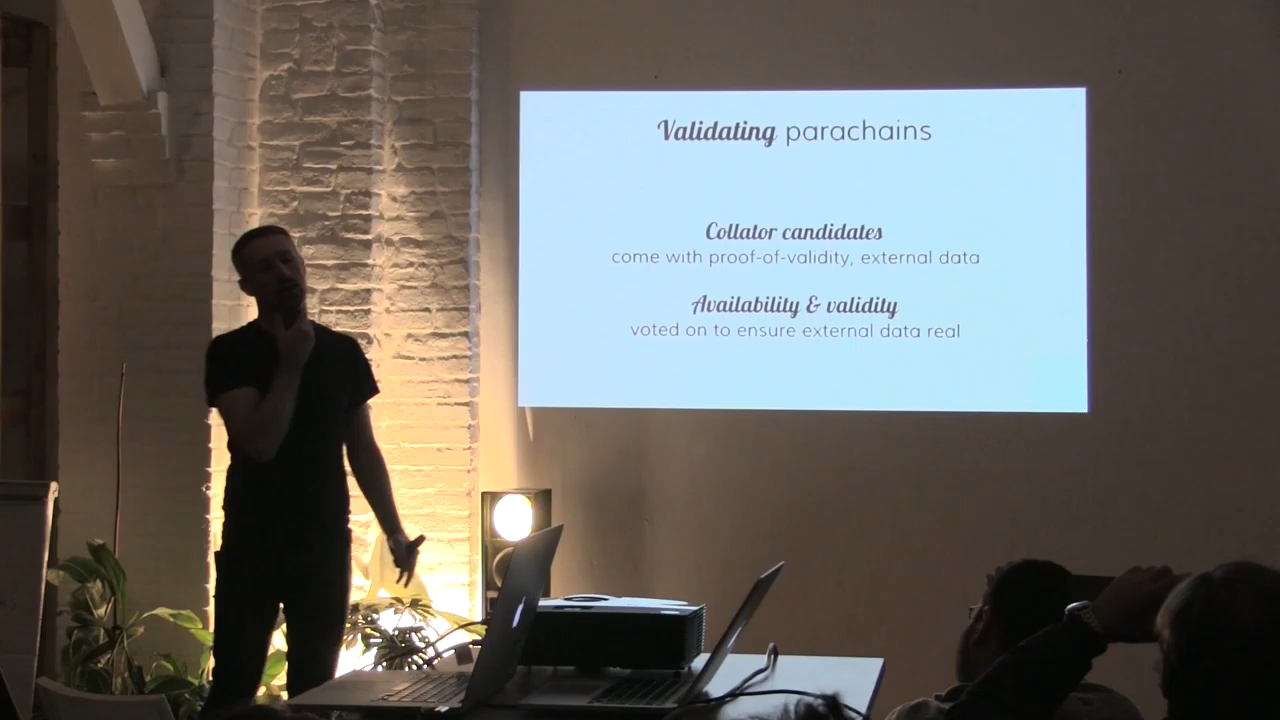 Validating parachains
Collator candidates
come with proof-of-validity, external data
Availability & validity
voted on to ensure external data real